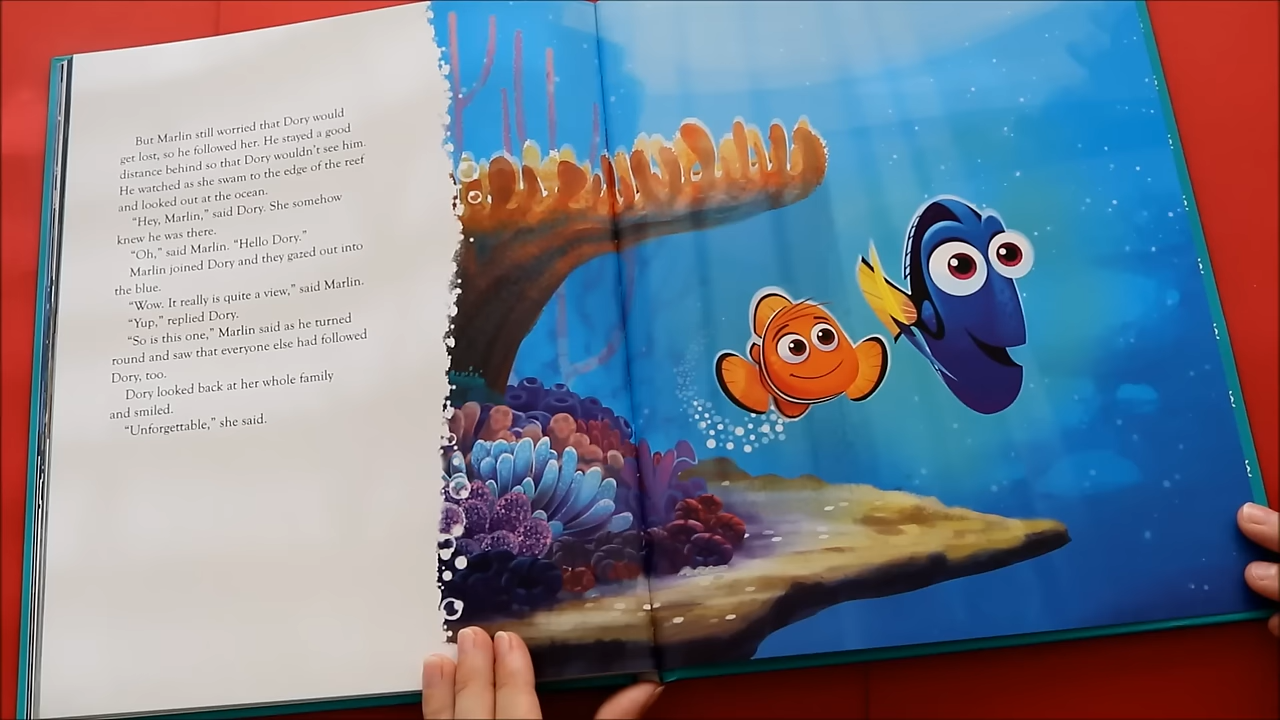 But Marlin still worried that Dory would
get lost, so he followed her. He stayed a good
distance behind so that Dory wouldn't see him.
He watched as she swam to the edge of the reef
and looked out at the ocean.
"Hey, Marlin," said Dory. She somehow
knew he was there.
"Oh," said Marlin. "Hello Dory."
Marlin joined Dory and they gazed out into
the blue.
"Wow. It really is quite a view," said Marlin.
"Yup," replied Dory.
"So is this one," Marlin said as he turned
round and saw that everyone else had followed
Dory, too.
Dory looked back at her whole family
and smiled.
"Unforgettable," she said.